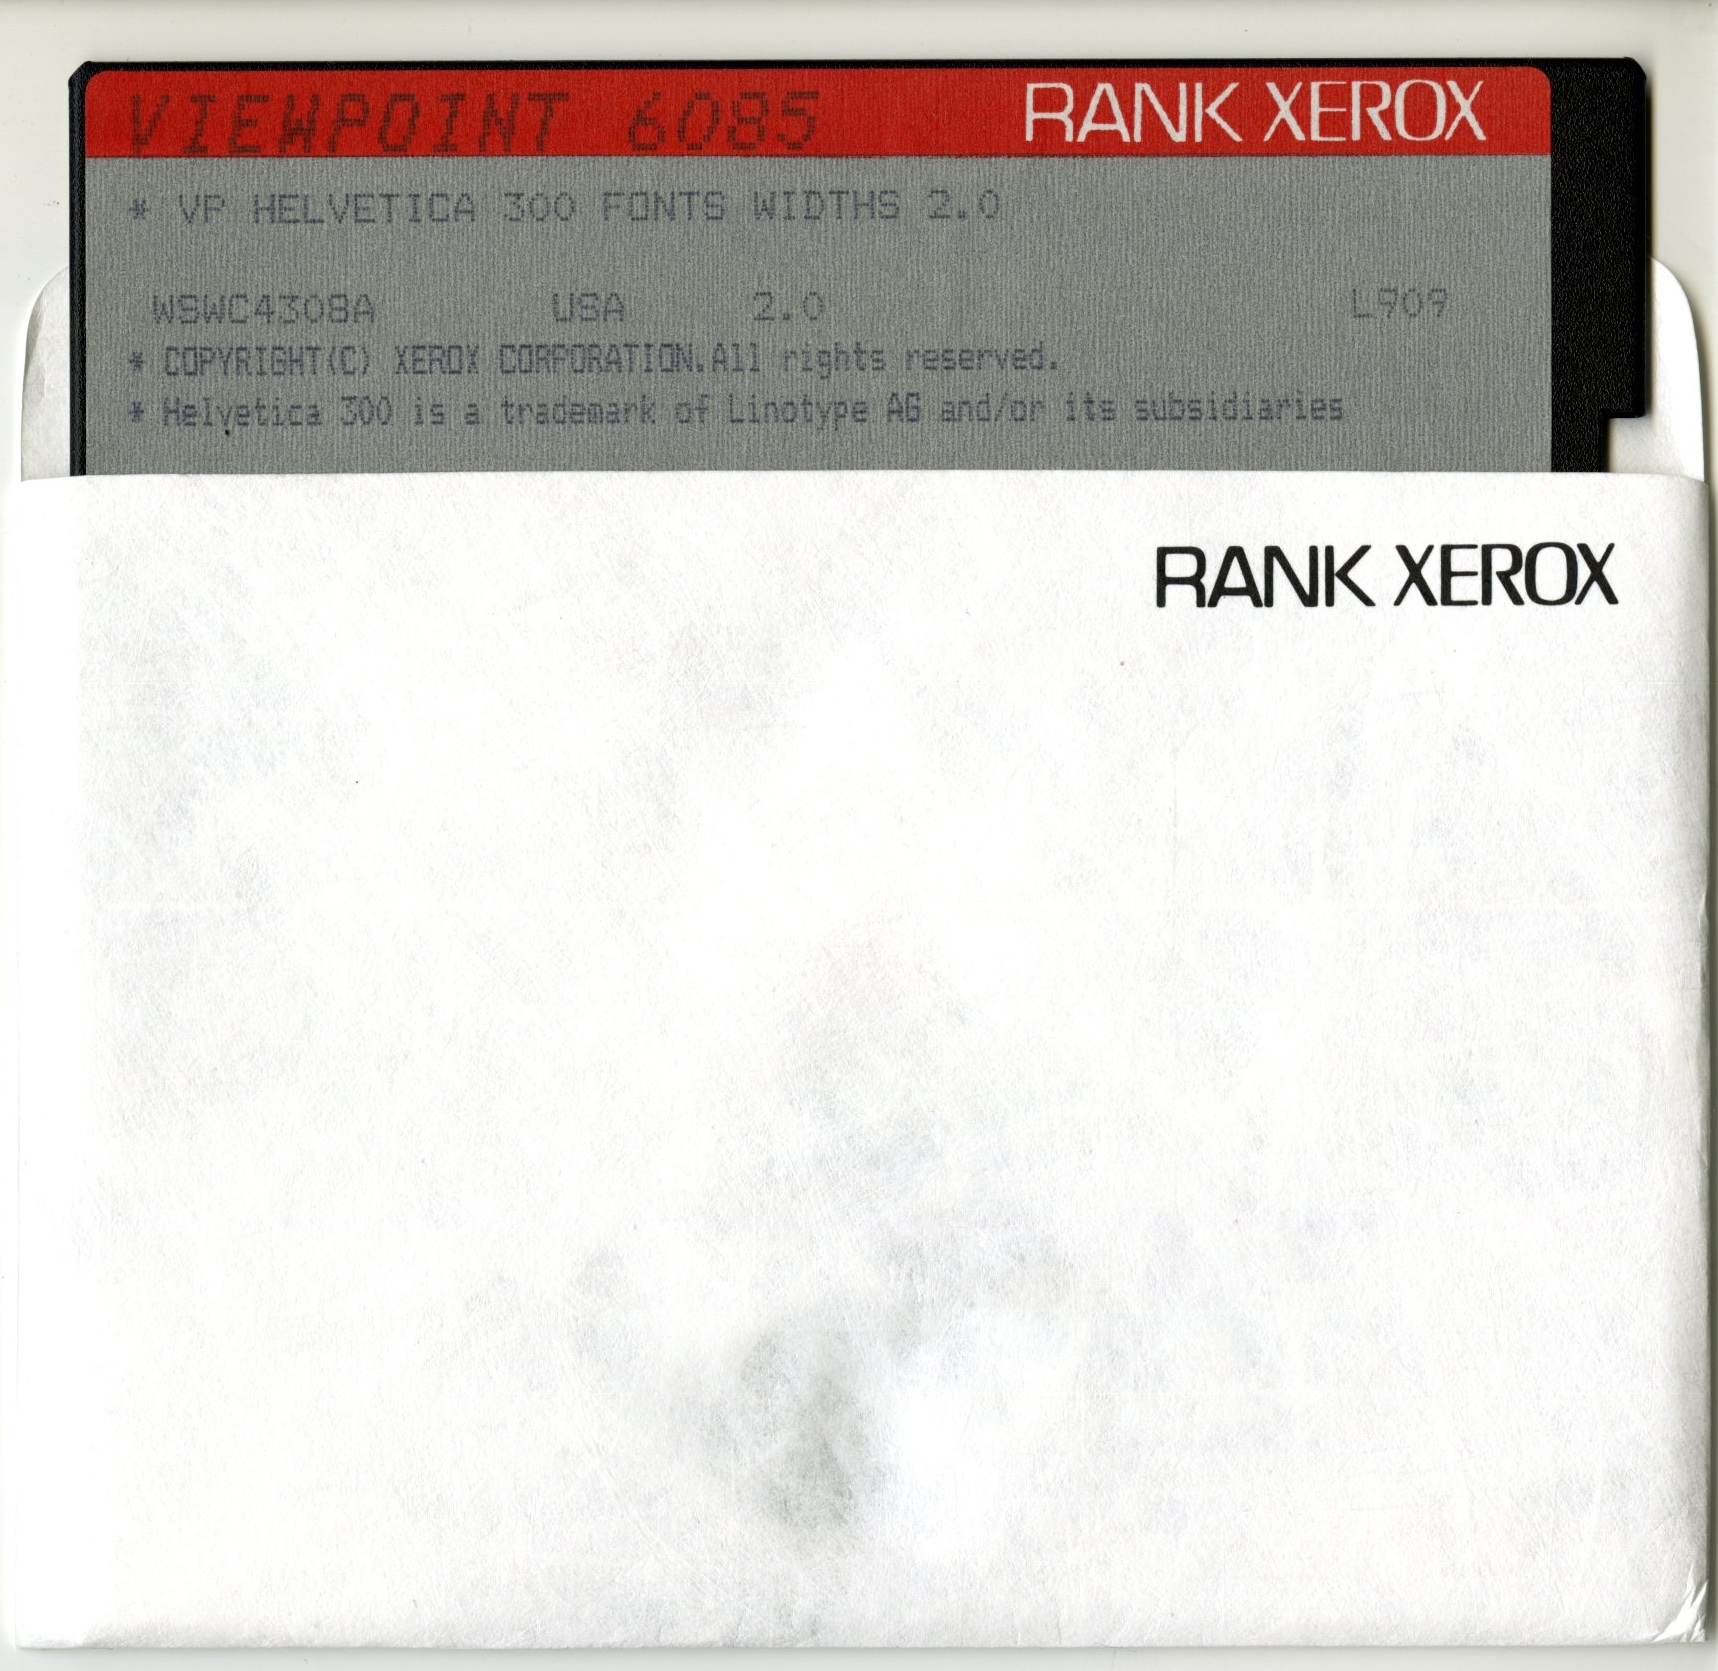 VIEWPOINT 6085 RANK XEROX
* VP HELVETICA 300 FONTS WIDTHS 2.0
WSWC4308A USA 2.0 L909
* COPYRIGHT(C) XEROX CORPORATION.All rights reserved.
* Helvetica 300 is a trademark of Linotype AG and/or its subsidiaries
RANK XEROX